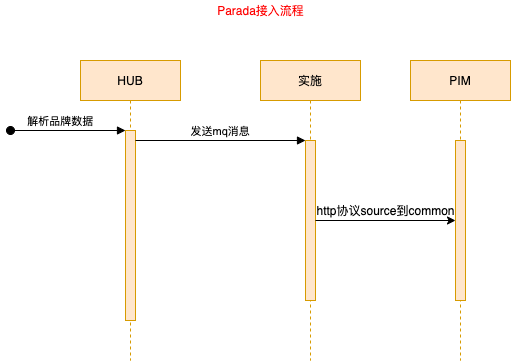 Parada接入流程
HUB
实施
PIM
解析品牌数据
发送mq消息
http协议source到common